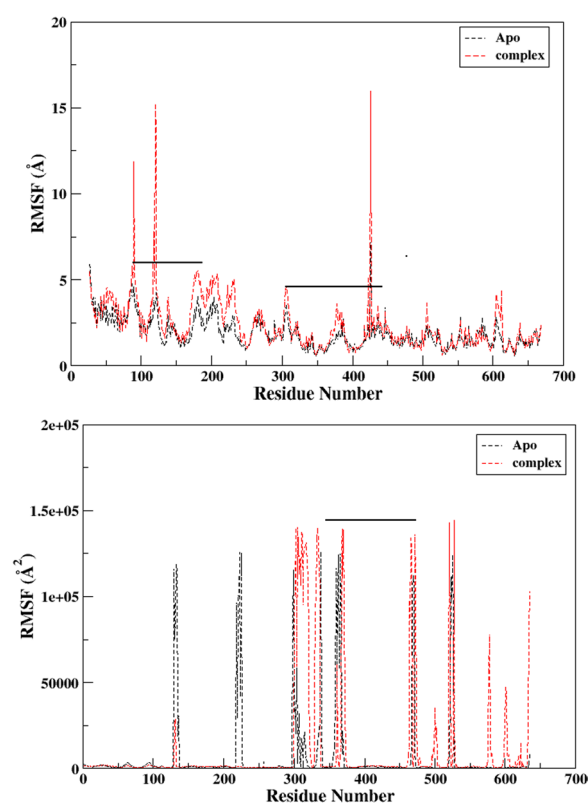 20
Apo
complex
15
RMSF (Å)
10
5
0
0 100 200 300 400 500 600 700
Residue Number
2e+05
Apo
complex
1.5e+05
RMSF (Å²)
1e+05
50000
0
0 100 200 300 400 500 600 700
Residue Number